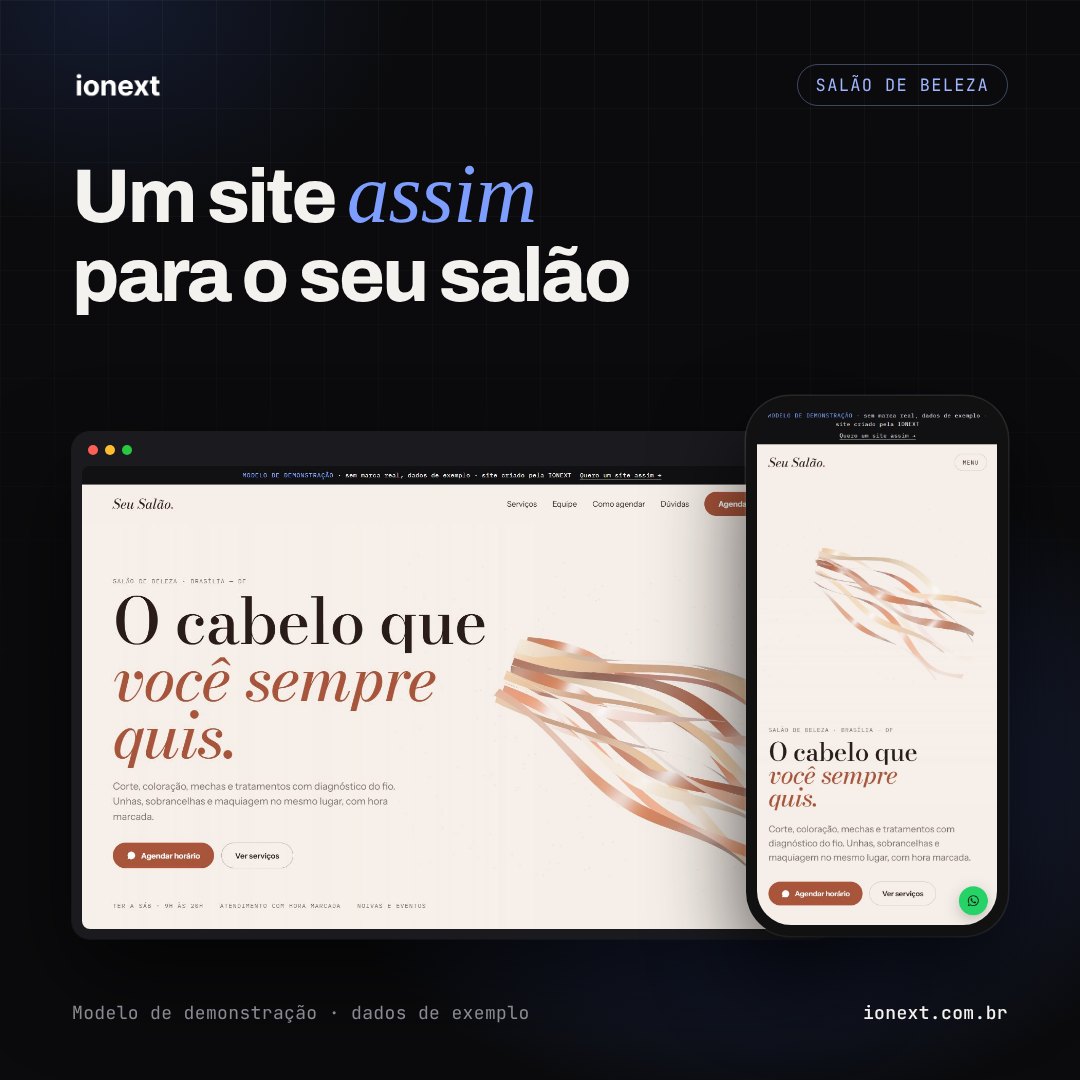 ionext
SALÃO DE BELEZA
Um site assim
para o seu salão
MODELO DE DEMONSTRAÇÃO · sem marca real, dados de exemplo · site criado pela IONEXT Quero um site assim →
Seu Salão.
Serviços Equipe Como agendar Dúvidas
SALÃO DE BELEZA · BRASÍLIA — DF
O cabelo que
você sempre
quis.
Corte, coloração, mechas e tratamentos com diagnóstico do fio.
Unhas, sobrancelhas e maquiagem no mesmo lugar, com hora
marcada.
Agendar horário Ver serviços
TER A SÁB · 9H ÀS 20H ATENDIMENTO COM HORA MARCADA NOIVAS E EVENTOS
MODELO DE DEMONSTRAÇÃO · sem marca real, dados de exemplo ·
site criado pela IONEXT
Quero um site assim →
Seu Salão. MENU
SALÃO DE BELEZA · BRASÍLIA — DF
O cabelo que
você sempre
quis.
Corte, coloração, mechas e tratamentos com
diagnóstico do fio. Unhas, sobrancelhas e
maquiagem no mesmo lugar, com hora marcada.
Agendar horário Ver serviços
Modelo de demonstração · dados de exemplo
ionext.com.br